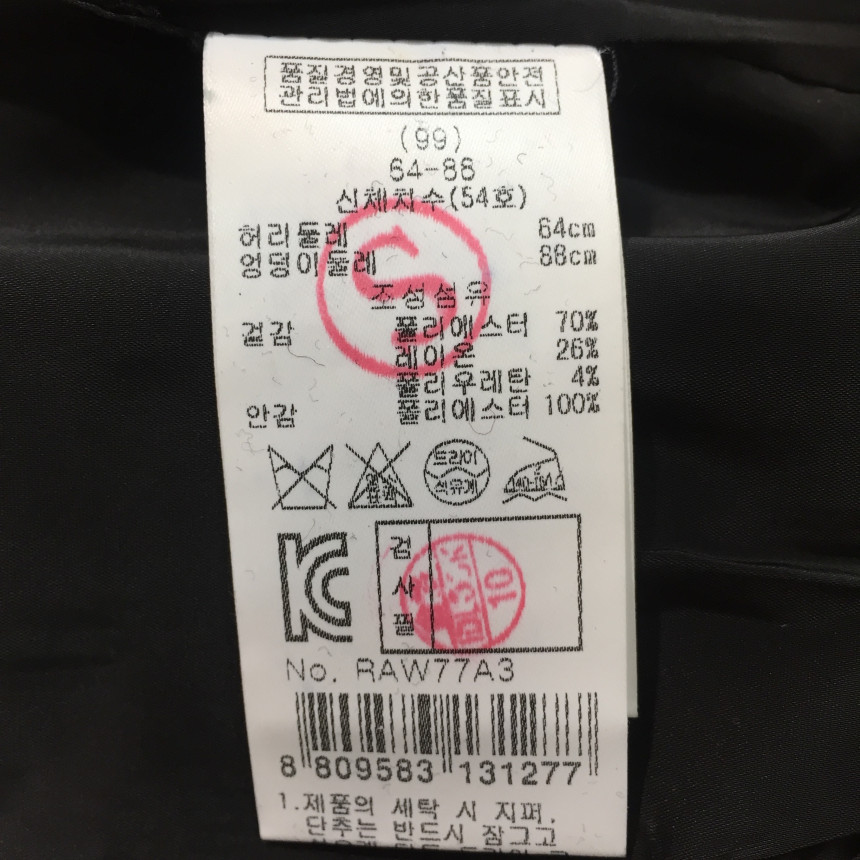 품질경영및공산품안전
관리법에의한품질표시
(99)
64-88
신체치수(54호)
허리둘레 64cm
엉덩이둘레 88cm
S
조성섬유
겉감 폴리에스터 70%
레이온 26%
폴리우레탄 4%
안감 폴리에스터 100%
드라이
석유계
검
사
필
10
No. RAW77A3
8 809583 131277
1.제품의 세탁 시 지퍼,
단추는 반드시 잠그고